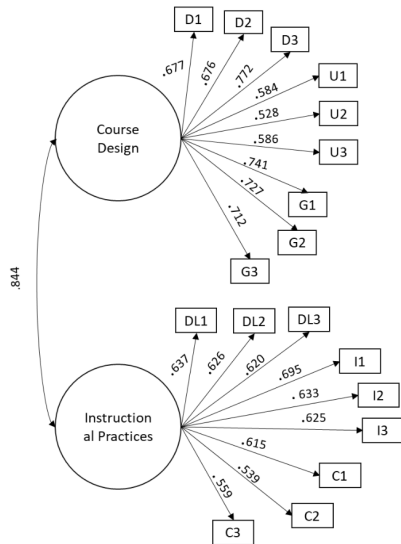 D1
D2
D3
.677
.676
.772
.584
U1
.528
U2
.586
U3
Course
Design
.741
G1
.727
G2
.712
G3
.844
DL1
DL2
DL3
.637
.626
.620
.695
I1
.633
I2
.625
I3
Instruction
al Practices
.615
C1
.539
C2
.559
C3